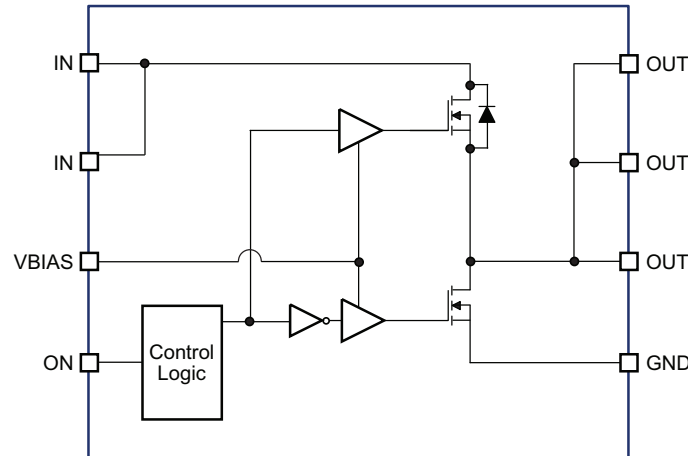 IN
OUT
IN
OUT
VBIAS
OUT
ON
Control
Logic
GND